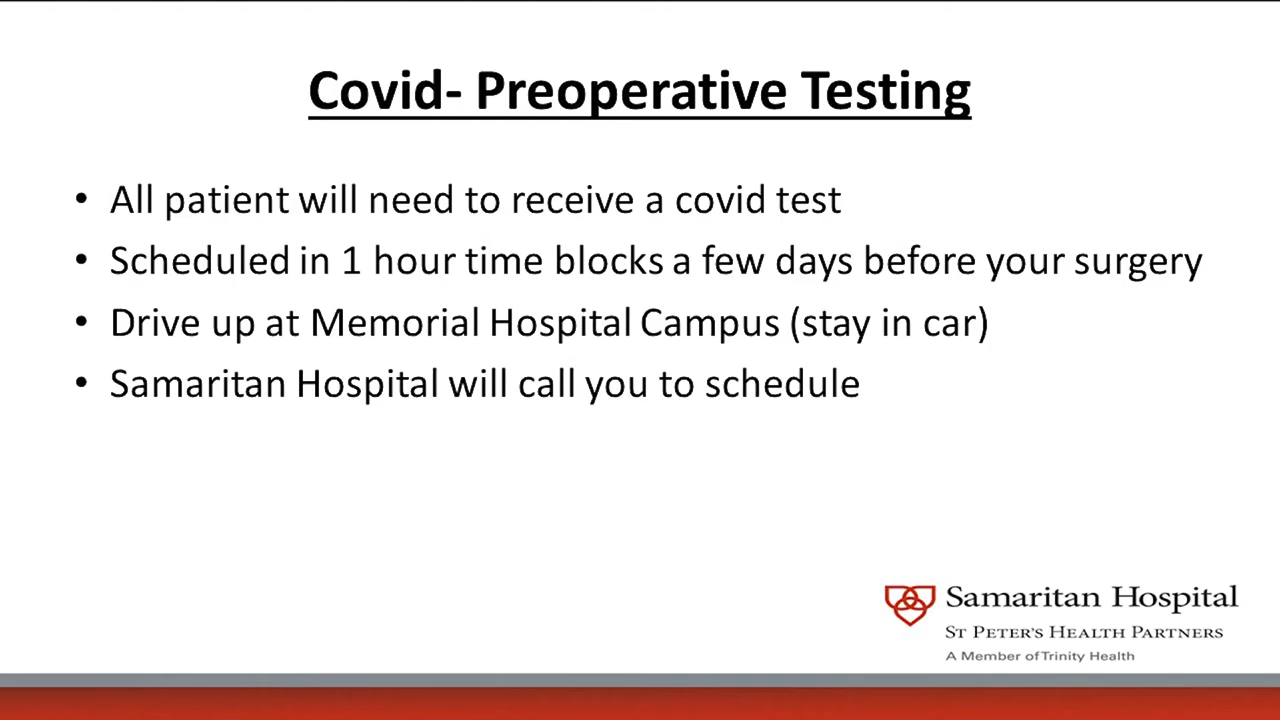 Covid- Preoperative Testing
• All patient will need to receive a covid test
• Scheduled in 1 hour time blocks a few days before your surgery
• Drive up at Memorial Hospital Campus (stay in car)
• Samaritan Hospital will call you to schedule
Samaritan Hospital
St Peter's Health Partners
A Member of Trinity Health